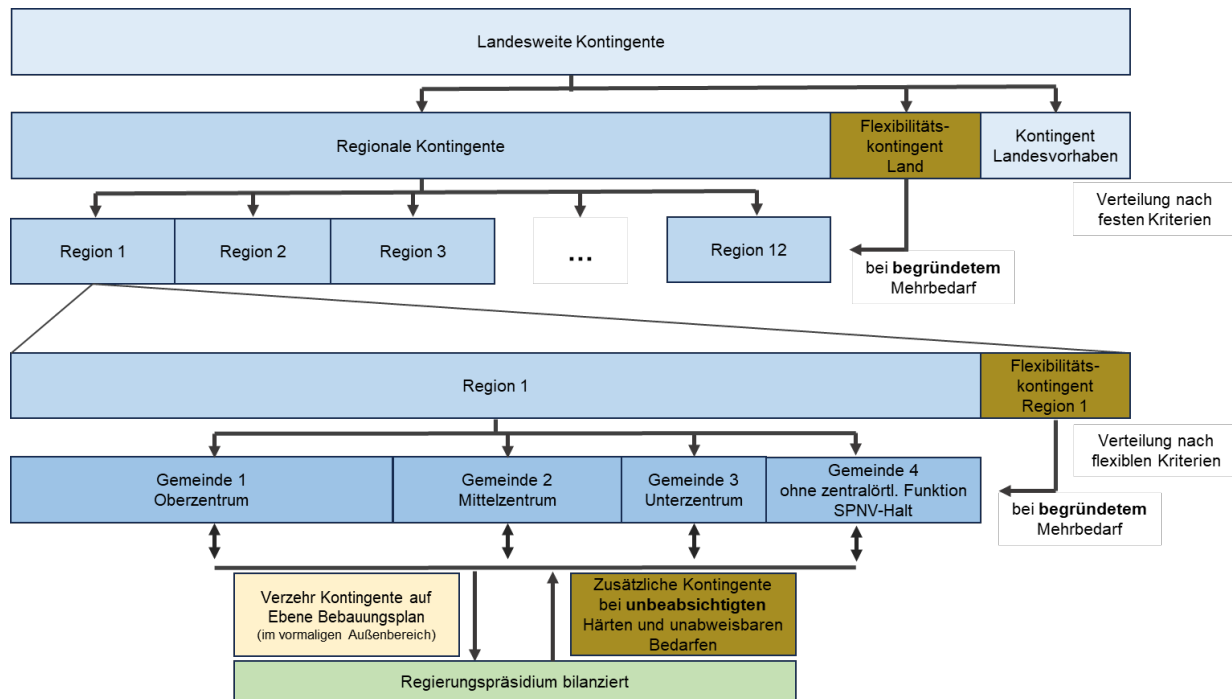 Landesweite Kontingente
Regionale Kontingente
Flexibilitäts-
kontingent
Land
Kontingent
Landesvorhaben
Verteilung nach
festen Kriterien
Region 1
Region 2
Region 3
...
Region 12
bei begründetem
Mehrbedarf
Region 1
Flexibilitäts-
kontingent
Region 1
Verteilung nach
flexiblen Kriterien
Gemeinde 1
Oberzentrum
Gemeinde 2
Mittelzentrum
Gemeinde 3
Unterzentrum
Gemeinde 4
ohne zentralörtl. Funktion
SPNV-Halt
bei begründetem
Mehrbedarf
Verzehr Kontingente auf
Ebene Bebauungsplan
(im vormaligen Außenbereich)
Zusätzliche Kontingente
bei unbeabsichtigten
Härten und unabweisbaren
Bedarfen
Regierungspräsidium bilanziert